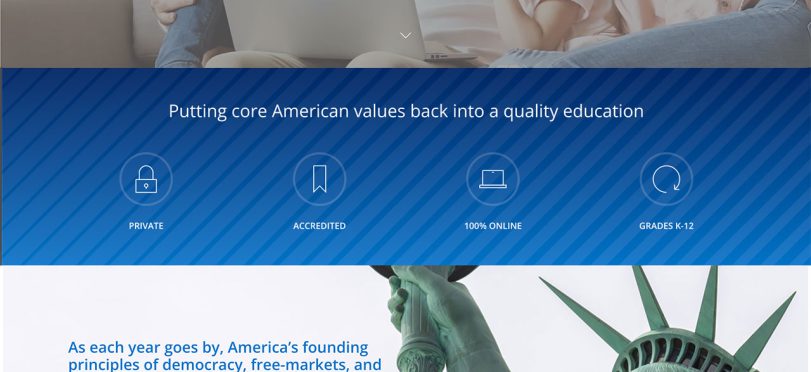 Putting core American values back into a quality education
PRIVATE
ACCREDITED
100% ONLINE
GRADES K-12
As each year goes by, America’s founding
principles of democracy, free-markets, and